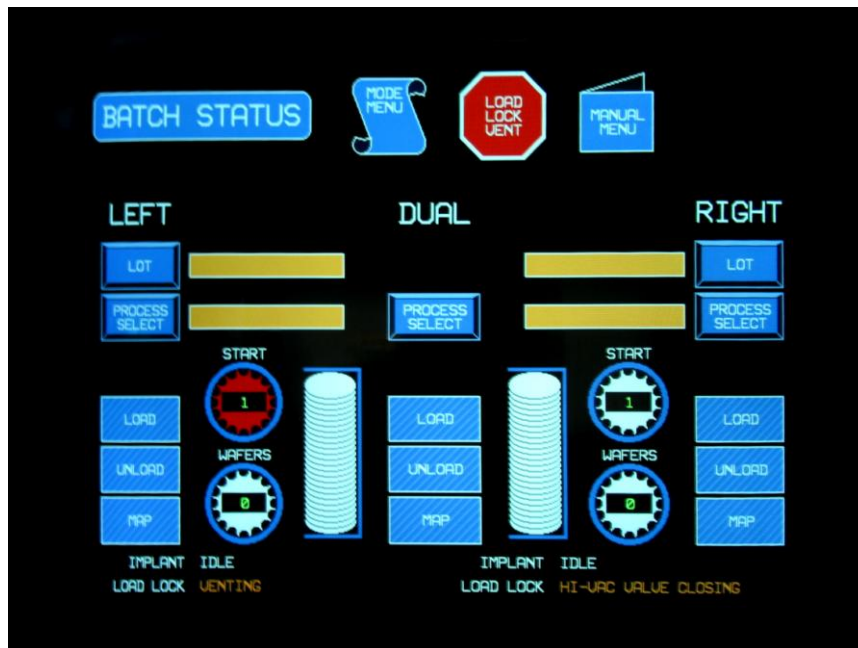 BATCH STATUS
MODE
MENU
LOAD
LOCK
VENT
MANUAL
MENU
LEFT
DUAL
RIGHT
LOT
LOT
PROCESS
SELECT
PROCESS
SELECT
PROCESS
SELECT
START
START
1
1
LOAD
LOAD
LOAD
WAFERS
WAFERS
UNLOAD
UNLOAD
UNLOAD
0
0
MAP
MAP
MAP
IMPLANT IDLE
IMPLANT IDLE
LOAD LOCK VENTING
LOAD LOCK HI-VAC VALVE CLOSING